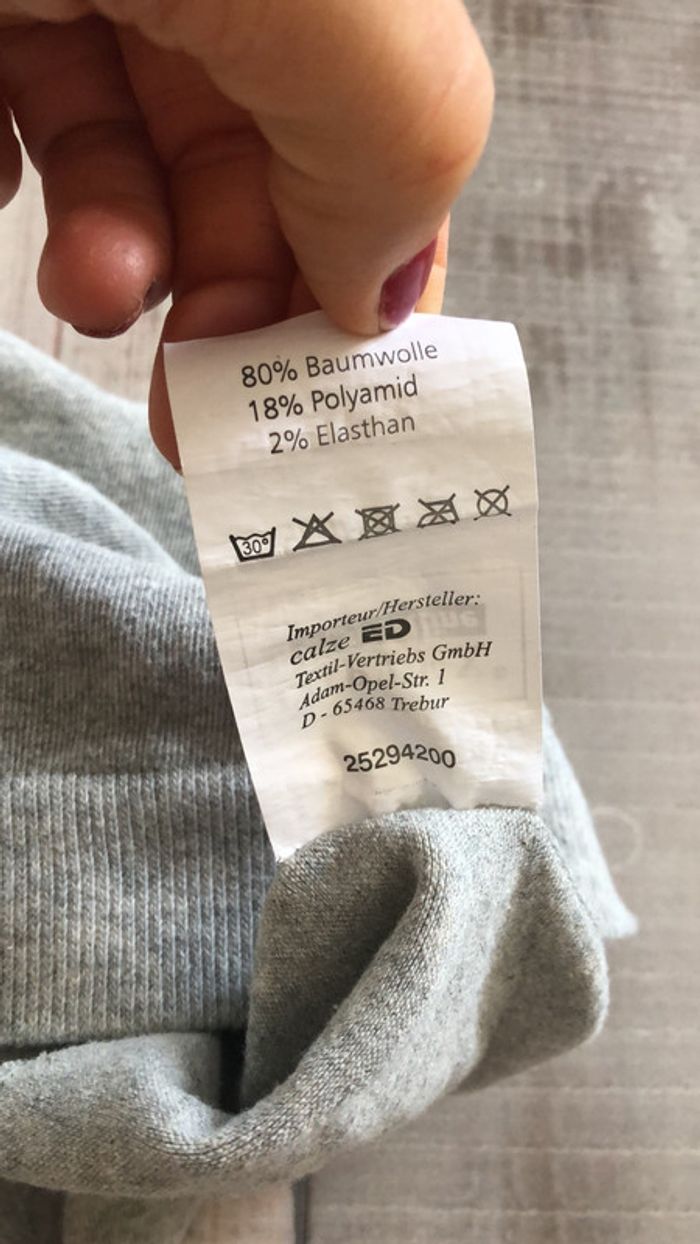 80% Baumwolle
18% Polyamid
2% Elasthan
30°
Importeur/Hersteller:
calze ED
Textil-Vertriebs GmbH
Adam-Opel-Str. 1
D - 65468 Trebur
25294200